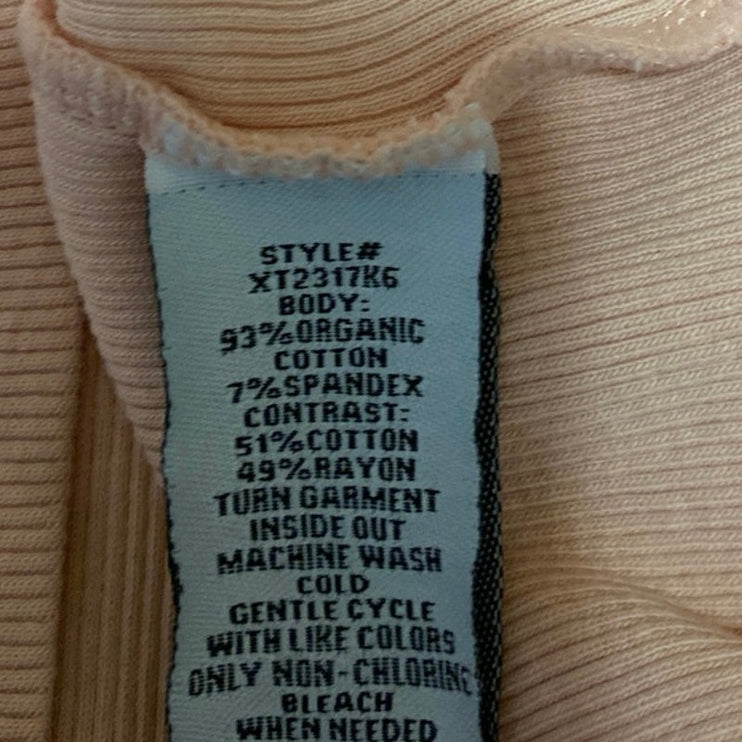 STYLE#
XT2317K6
BODY:
93%ORGANIC
COTTON
7%SPANDEX
CONTRAST:
51%COTTON
49%RAYON
TURN GARMENT
INSIDE OUT
MACHINE WASH
COLD
GENTLE CYCLE
WITH LIKE COLORS
ONLY NON-CHLORINE
BLEACH
WHEN NEEDED